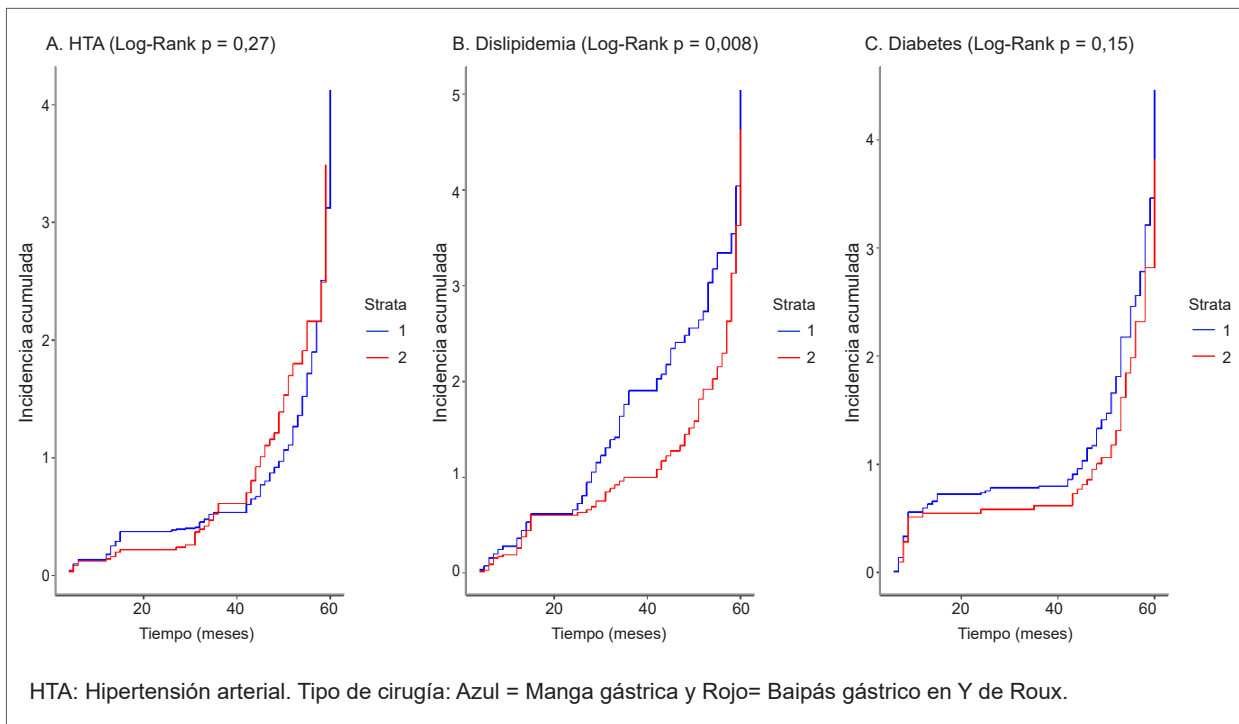 A. HTA (Log-Rank p = 0,27)
B. Dislipidemia (Log-Rank p = 0,008)
C. Diabetes (Log-Rank p = 0,15)
Incidencia acumulada
4
3
2
1
0
20
40
60
Tiempo (meses)
Strata
1
2
Incidencia acumulada
5
4
3
2
1
0
20
40
60
Tiempo (meses)
Strata
1
2
Incidencia acumulada
4
3
2
1
0
20
40
60
Tiempo (meses)
Strata
1
2
HTA: Hipertensión arterial. Tipo de cirugía: Azul = Manga gástrica y Rojo= Baipás gástrico en Y de Roux.